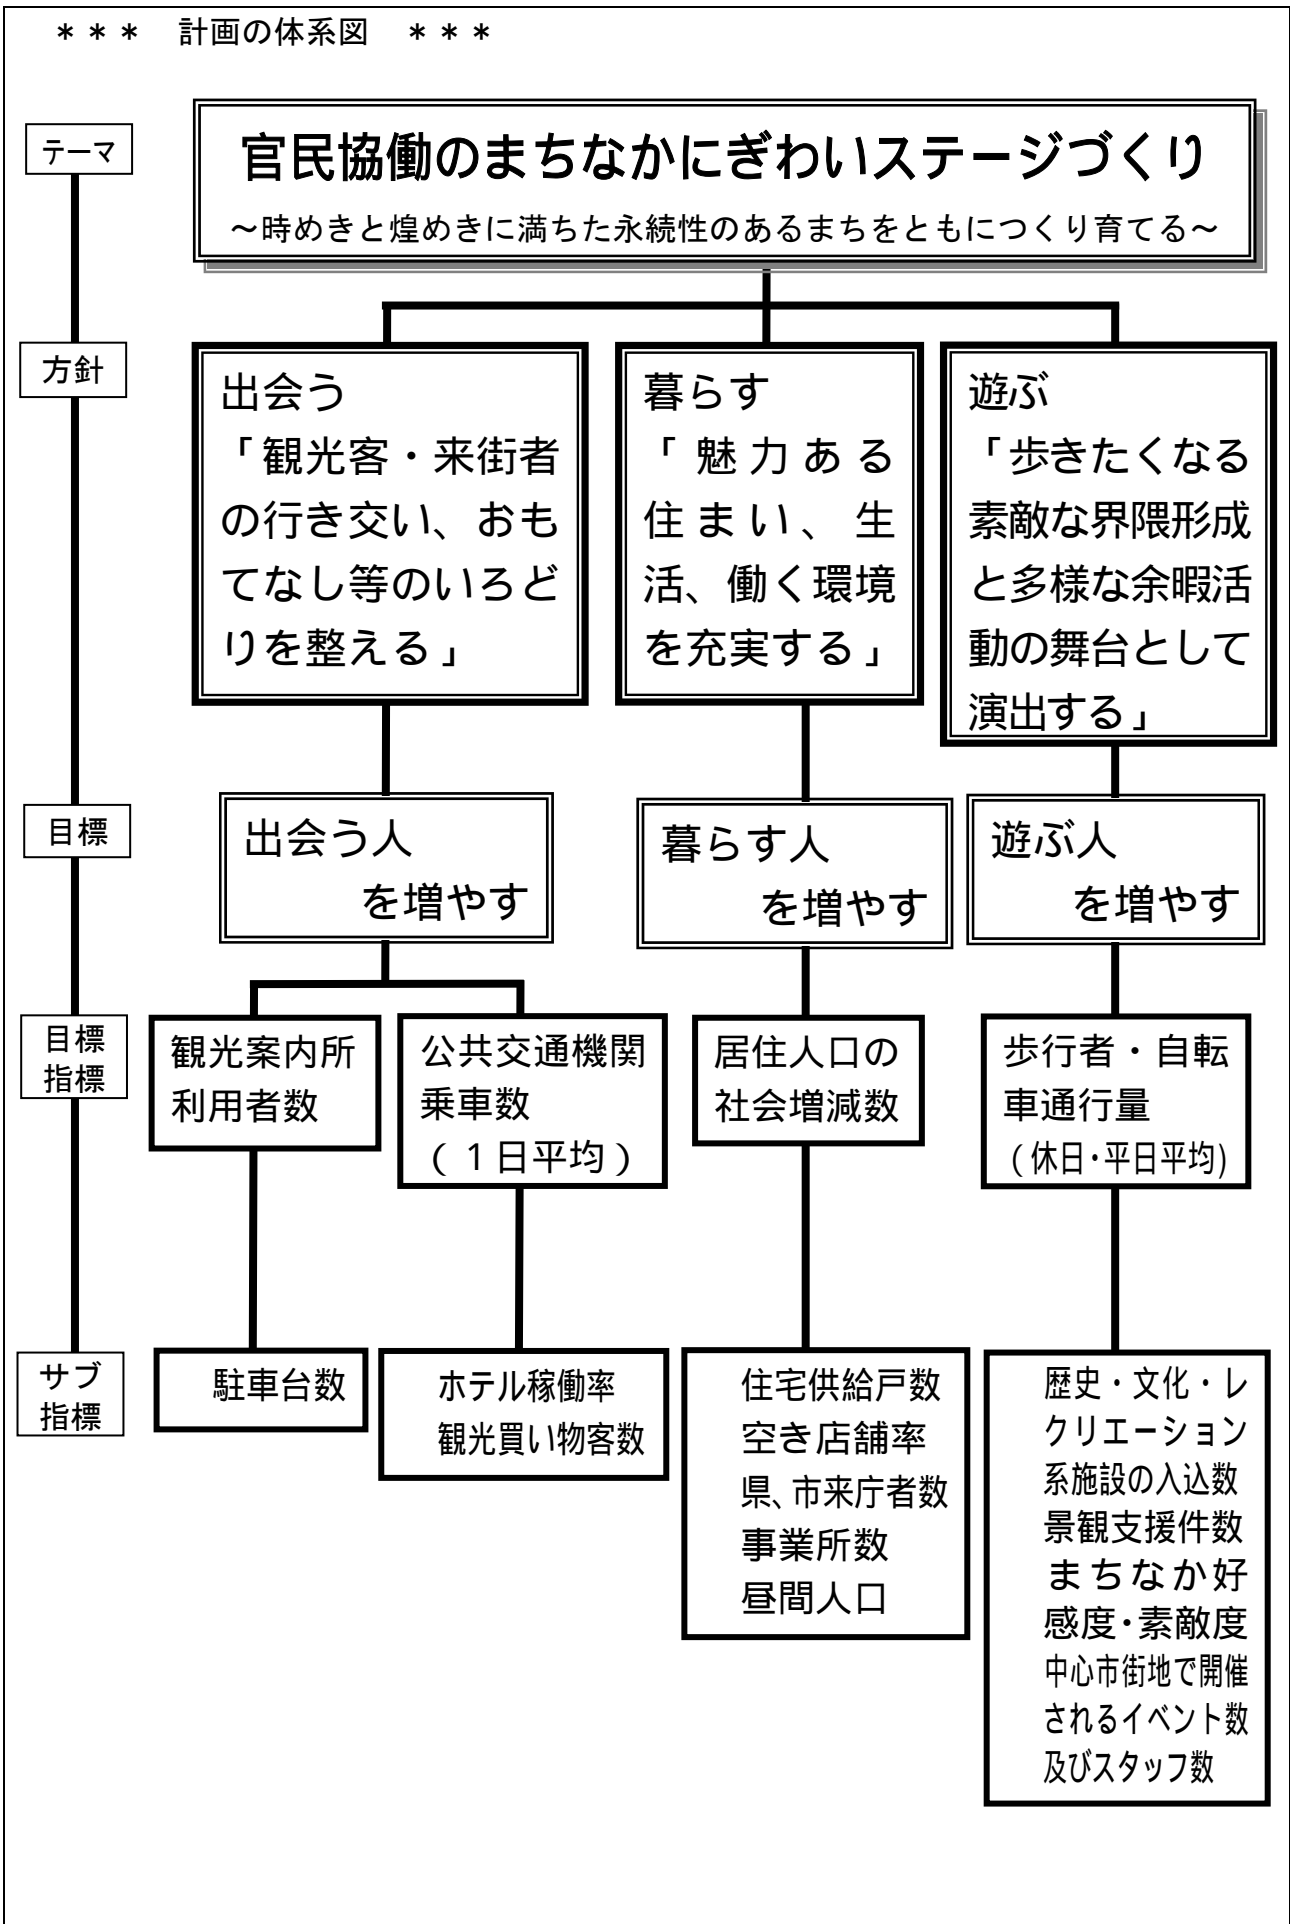 ＊＊＊　計画の体系図　＊＊＊
テーマ
官民協働のまちなかにぎわいステージづくり
～時めきと煌めきに満ちた永続性のあるまちをともにつくり育てる～
方針
出会う
「観光客・来街者
の行き交い、おも
てなし等のいろど
りを整える」
暮らす
「魅力ある
住まい、生
活、働く環境
を充実する」
遊ぶ
「歩きたくなる
素敵な界隈形成
と多様な余暇活
動の舞台として
演出する」
目標
出会う人
を増やす
暮らす人
を増やす
遊ぶ人
を増やす
目標
指標
観光案内所
利用者数
公共交通機関
乗車数
（１日平均）
居住人口の
社会増減数
歩行者・自転
車通行量
（休日・平日平均）
サブ
指標
駐車台数
ホテル稼働率
観光買い物客数
住宅供給戸数
空き店舗率
県、市来庁者数
事業所数
昼間人口
歴史・文化・レ
クリエーション
系施設の入込数
景観支援件数
まちなか好
感度・素敵度
中心市街地で開催
されるイベント数
及びスタッフ数